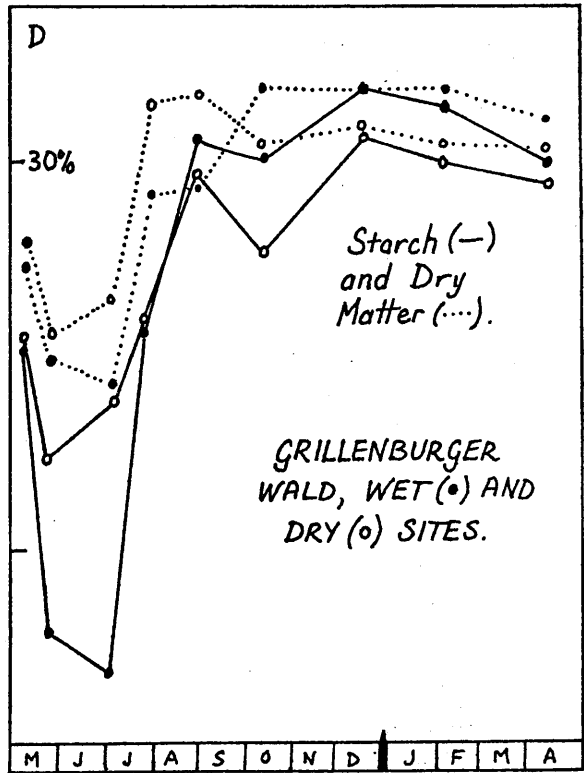 D
30%
Starch (—)
and Dry
Matter (····).
GRILLENBURGER
WALD, WET (•) AND
DRY (o) SITES.
M J J A S O N D J F M A